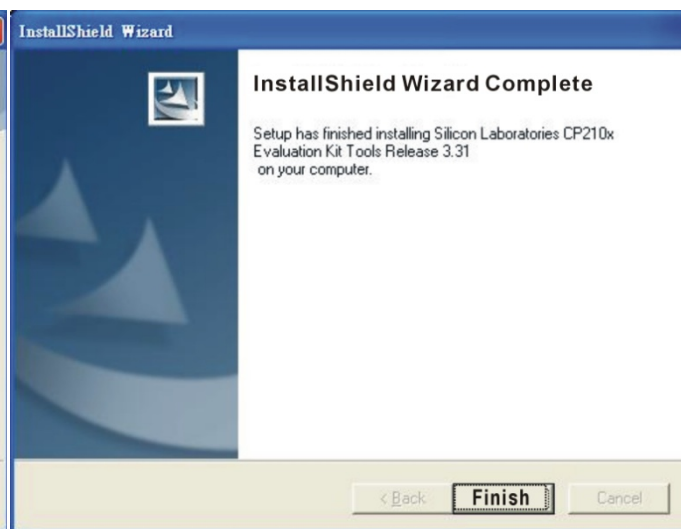 InstallShield Wizard
InstallShield Wizard Complete
Setup has finished installing Silicon Laboratories CP210x
Evaluation Kit Tools Release 3.31
on your computer.
< Back
Finish
Cancel